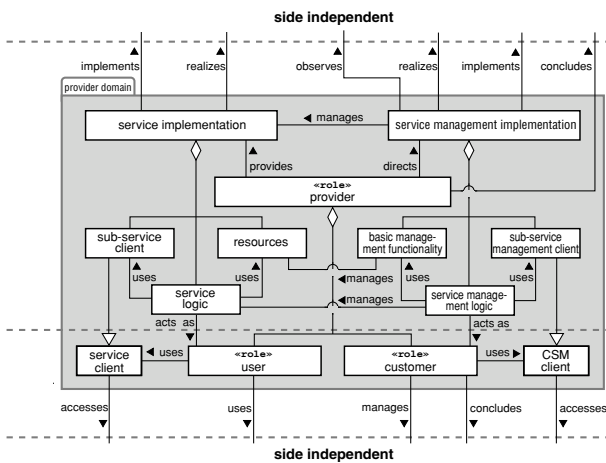 side independent
implements
realizes
observes
realizes
implements
concludes
provider domain
service implementation
◀ manages
service management implementation
provides
directs
«role»
provider
sub-service
client
resources
basic manage-
ment functionality
sub-service
management client
uses
uses
manages
uses
uses
service
logic
manages
service manage-
ment logic
acts as
acts as
service
client
uses
«role»
user
«role»
customer
uses
CSM
client
accesses
uses
manages
concludes
accesses
side independent